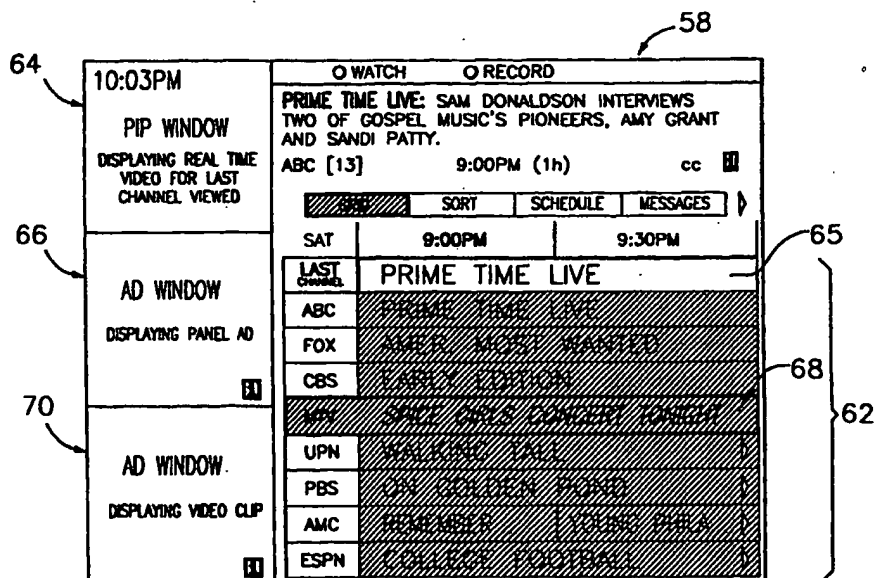 58
64
10:03PM
PIP WINDOW
DISPLAYING REAL TIME
VIDEO FOR LAST
CHANNEL VIEWED
O WATCH O RECORD
PRIME TIME LIVE: SAM DONALDSON INTERVIEWS
TWO OF GOSPEL MUSIC'S PIONEERS, AMY GRANT
AND SANDI PATTY.
ABC [13] 9:00PM (1h) cc
GRID SORT SCHEDULE MESSAGES
66
AD WINDOW
DISPLAYING PANEL AD
SAT 9:00PM 9:30PM
65
LAST
CHANNEL
PRIME TIME LIVE
ABC PRIME TIME LIVE
FOX AMER. MOST WANTED
CBS EARLY EDITION
68
MTV SPICE GIRLS CONCERT TONIGHT
62
70
AD WINDOW
DISPLAYING VIDEO CLIP
UPN WALKING TALL
PBS ON GOLDEN POND
AMC REMEMBER YOUNG PHILA
ESPN COLLEGE FOOTBALL